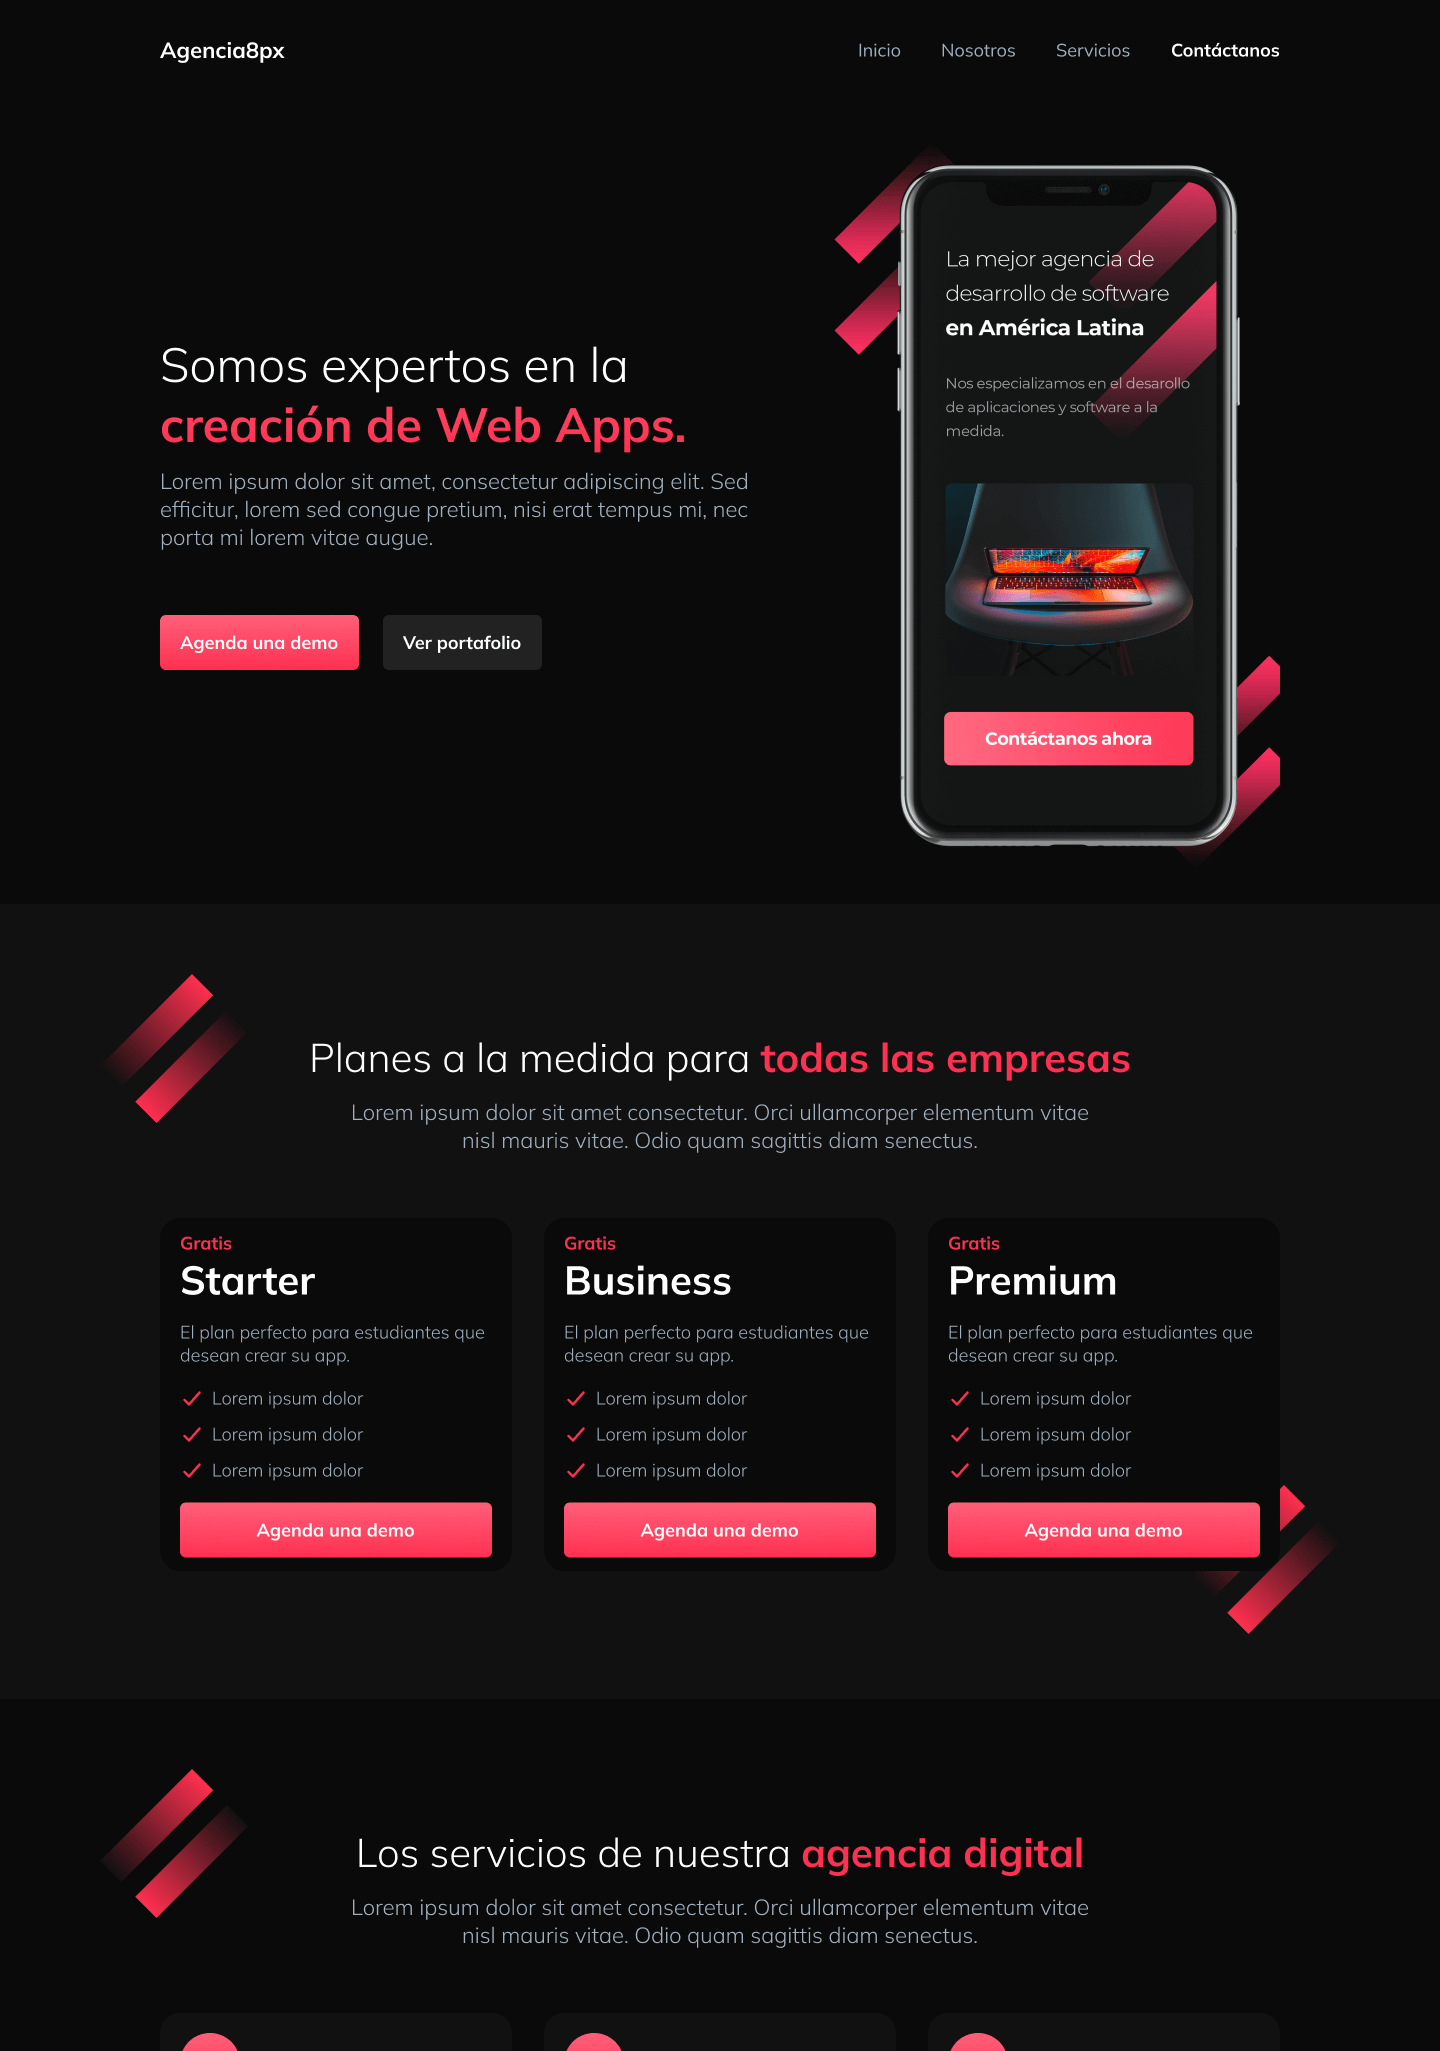 Agencia8px
Inicio
Nosotros
Servicios
Contáctanos
Somos expertos en la
creación de Web Apps.
Lorem ipsum dolor sit amet, consectetur adipiscing elit. Sed
efficitur, lorem sed congue pretium, nisi erat tempus mi, nec
porta mi lorem vitae augue.
Agenda una demo
Ver portafolio
La mejor agencia de
desarrollo de software
en América Latina
Nos especializamos en el desarollo
de aplicaciones y software a la
medida.
Contáctanos ahora
Planes a la medida para todas las empresas
Lorem ipsum dolor sit amet consectetur. Orci ullamcorper elementum vitae
nisl mauris vitae. Odio quam sagittis diam senectus.
Gratis
Starter
El plan perfecto para estudiantes que
desean crear su app.
Lorem ipsum dolor
Lorem ipsum dolor
Lorem ipsum dolor
Agenda una demo
Gratis
Business
El plan perfecto para estudiantes que
desean crear su app.
Lorem ipsum dolor
Lorem ipsum dolor
Lorem ipsum dolor
Agenda una demo
Gratis
Premium
El plan perfecto para estudiantes que
desean crear su app.
Lorem ipsum dolor
Lorem ipsum dolor
Lorem ipsum dolor
Agenda una demo
Los servicios de nuestra agencia digital
Lorem ipsum dolor sit amet consectetur. Orci ullamcorper elementum vitae
nisl mauris vitae. Odio quam sagittis diam senectus.